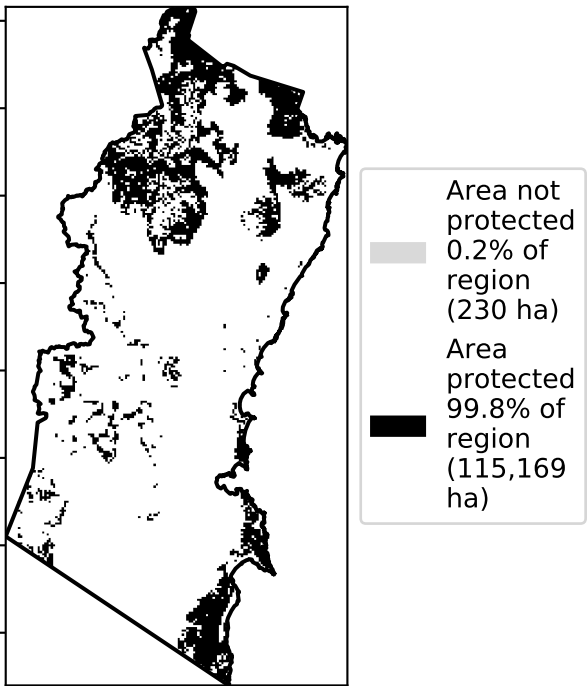 Area not
protected
0.2% of
region
(230 ha)
Area
protected
99.8% of
region
(115,169
ha)